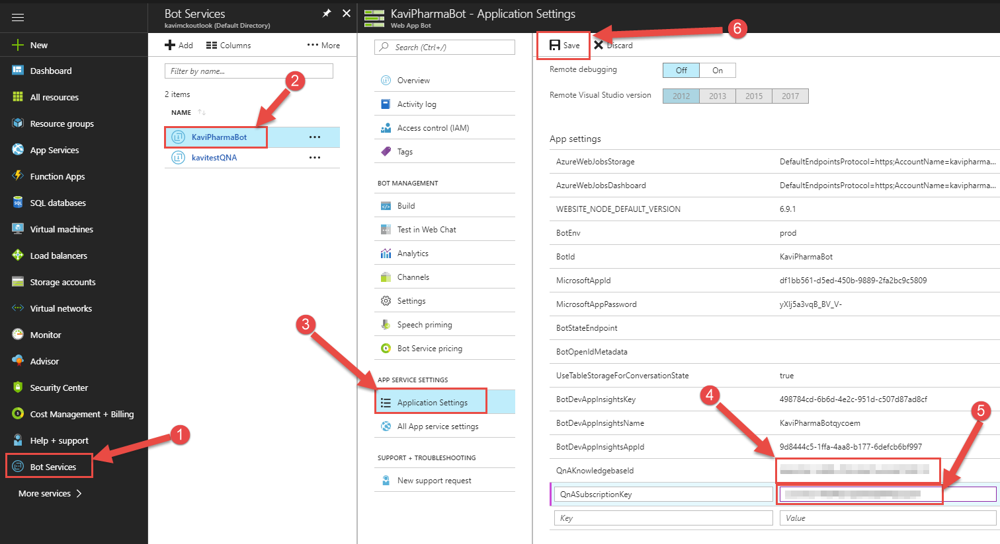 Bot Services
kavimckoutlook (Default Directory)
KaviPharmaBot - Application Settings
Web App Bot
New
Dashboard
All resources
Resource groups
App Services
Function Apps
SQL databases
Virtual machines
Load balancers
Storage accounts
Virtual networks
Monitor
Advisor
Security Center
Cost Management + Billing
Help + support
Bot Services
More services
1
Add
Columns
More
Filter by name...
2
2 items
NAME
KaviPharmaBot
kavitestQNA
Search (Ctrl+/)
Overview
Activity log
Access control (IAM)
Tags
BOT MANAGEMENT
Build
Test in Web Chat
Analytics
Channels
Settings
Speech priming
Bot Service pricing
3
APP SERVICE SETTINGS
Application Settings
All App service settings
SUPPORT + TROUBLESHOOTING
New support request
Save
Discard
6
Remote debugging Off On
Remote Visual Studio version 2012 2013 2015 2017
App settings
AzureWebJobsStorage DefaultEndpointsProtocol=https;AccountName=kavipharma...
AzureWebJobsDashboard DefaultEndpointsProtocol=https;AccountName=kavipharma...
WEBSITE_NODE_DEFAULT_VERSION 6.9.1
BotEnv prod
BotId KaviPharmaBot
MicrosoftAppId df1bb561-d5ed-450b-9889-2fa2bc9c5809
MicrosoftAppPassword yXlj5a3vqB_BV_V-
BotStateEndpoint
BotOpenIdMetadata
UseTableStorageForConversationState true
BotDevAppInsightsKey 498784cd-6b6d-4e2c-951d-c507d87ad8cf
4
BotDevAppInsightsName KaviPharmaBotqycoem
5
BotDevAppInsightsAppId 9d8444c5-1ffa-4aa8-b177-6defcb6bf997
QnAKnowledgebaseId
QnASubscriptionKey
Key Value